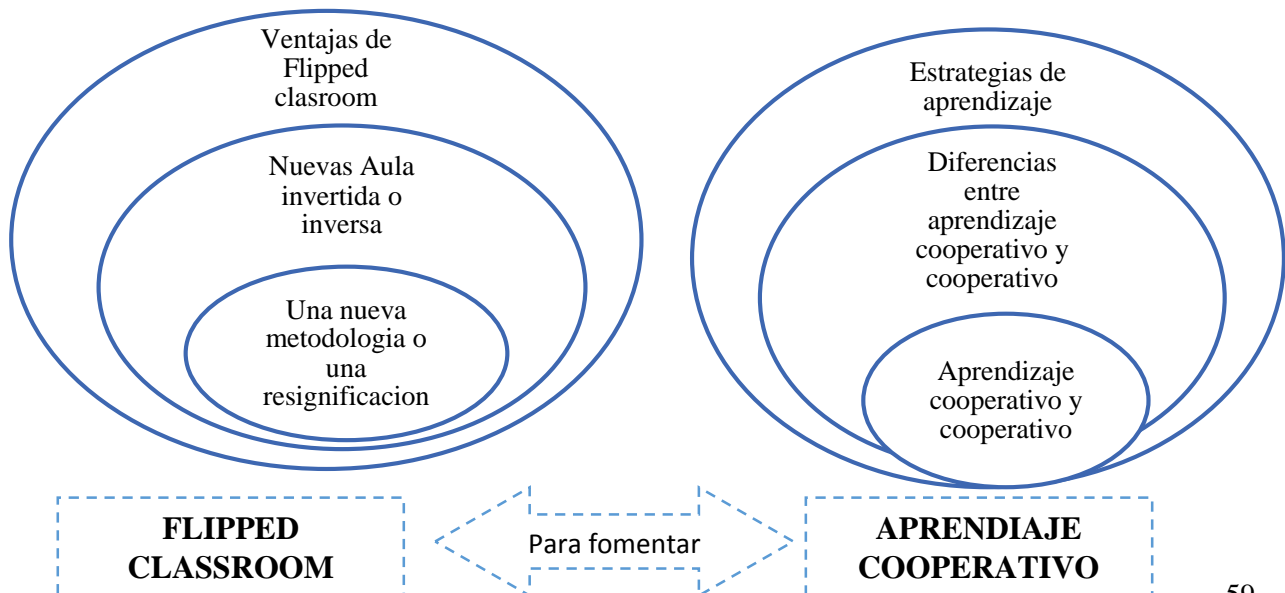 Ventajas de
Flipped
clasroom
Nuevas Aula
invertida o
inversa
Una nueva
metodologia o
una
resignificacion
Estrategias de
aprendizaje
Diferencias
entre
aprendizaje
cooperativo y
cooperativo
Aprendizaje
cooperativo y
cooperativo
FLIPPED
CLASSROOM
Para fomentar
APRENDIAJE
COOPERATIVO
59